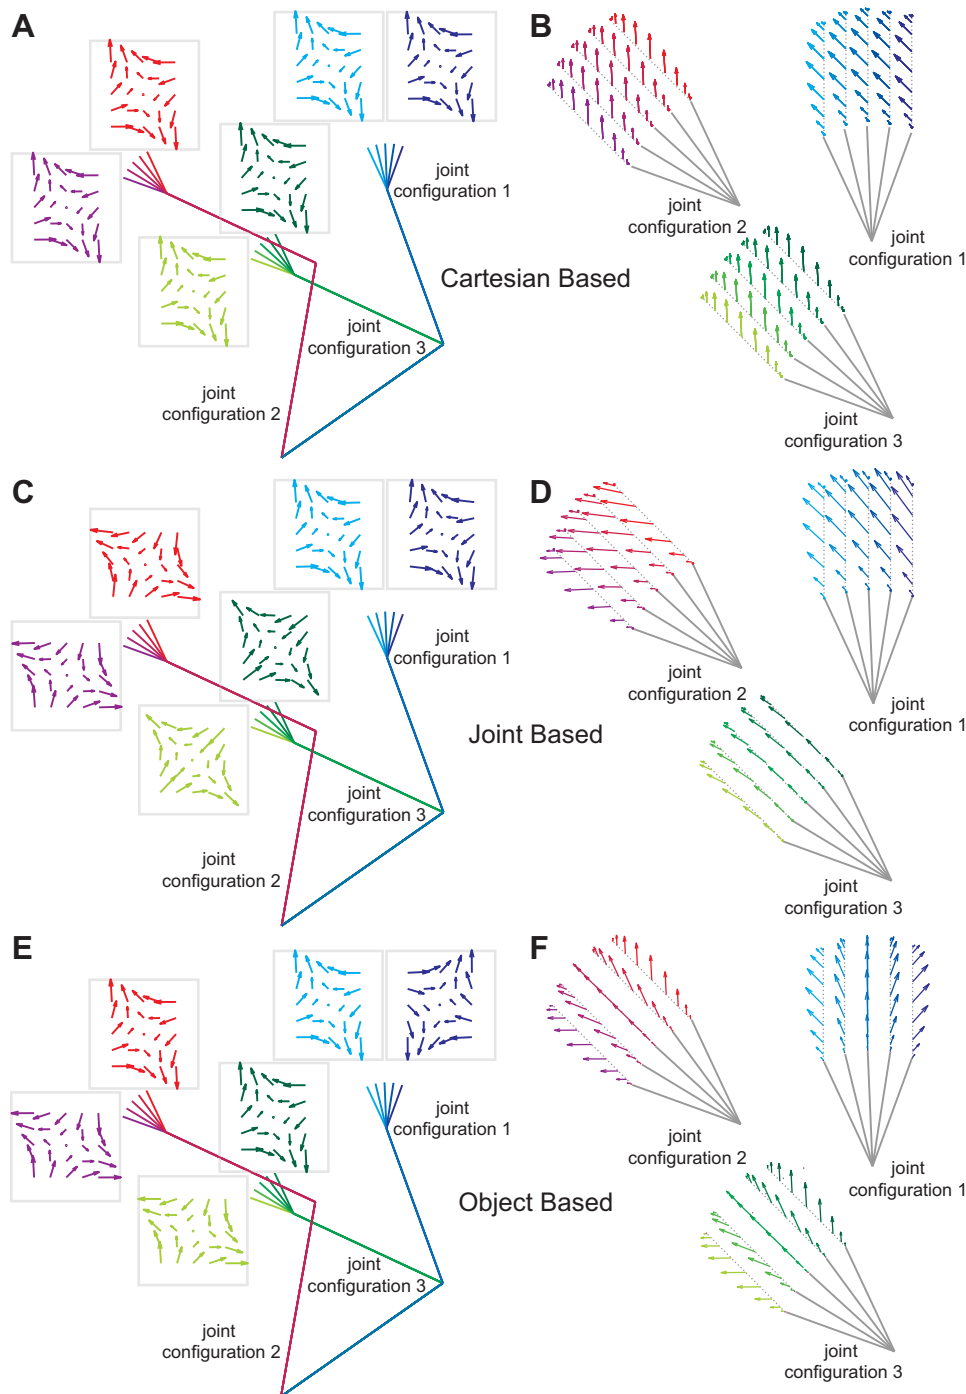 A
B
joint
configuration 1
Cartesian Based
joint
configuration 3
joint
configuration 2
joint
configuration 2
joint
configuration 1
joint
configuration 3
C
D
joint
configuration 1
Joint Based
joint
configuration 3
joint
configuration 2
joint
configuration 2
joint
configuration 1
joint
configuration 3
E
F
joint
configuration 1
Object Based
joint
configuration 3
joint
configuration 2
joint
configuration 2
joint
configuration 1
joint
configuration 3